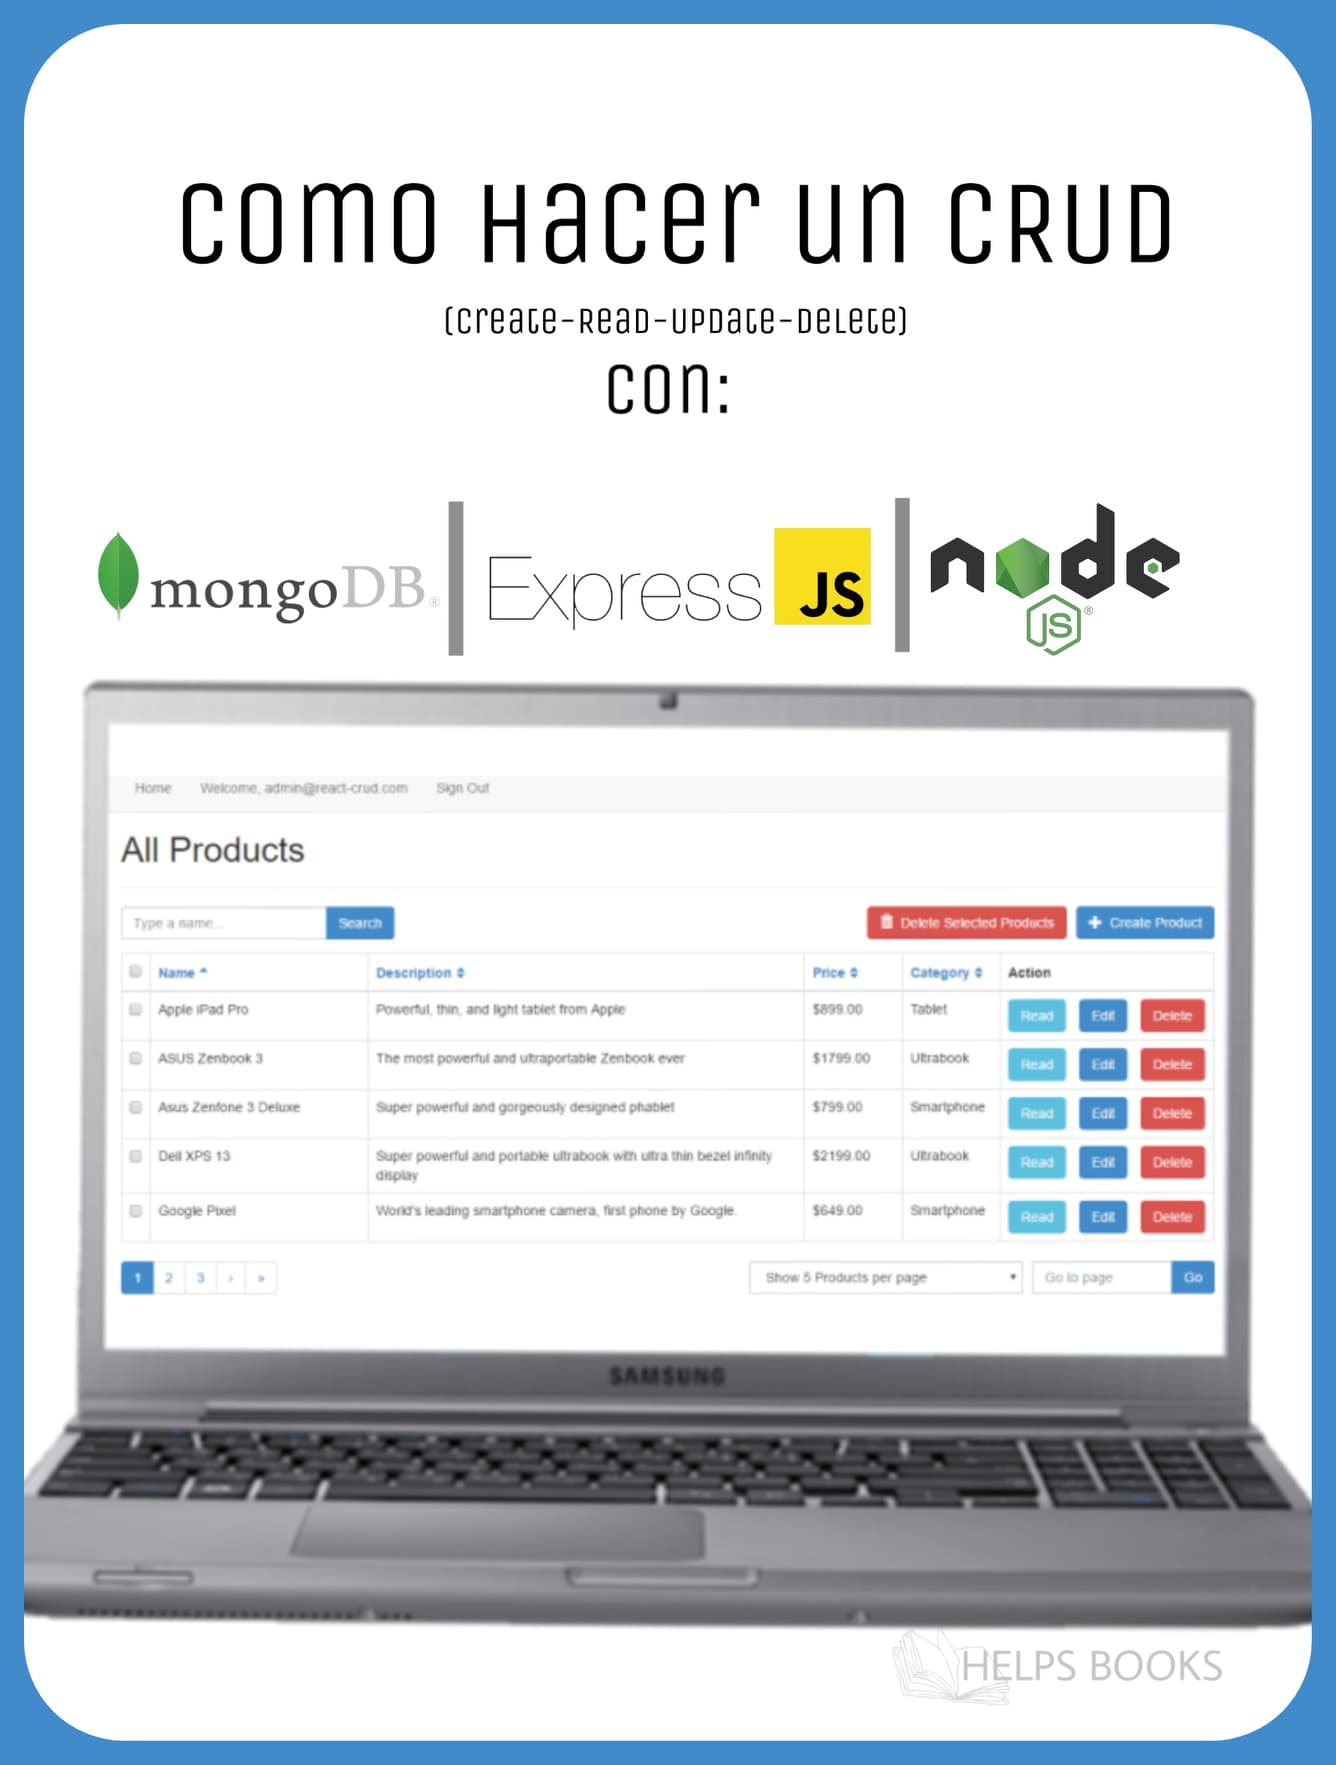 Como Hacer un CRUD
(Create-Read-Update-Delete)
Con:
mongoDB®
Express JS
node
JS®
Home Welcome, admin@react-crud.com Sign Out
All Products
Type a name... Search Delete Selected Products Create Product
Name Description Price Category Action
Apple iPad Pro Powerful, thin, and light tablet from Apple $899.00 Tablet Read Edit Delete
ASUS Zenbook 3 The most powerful and ultraportable Zenbook ever $1799.00 Ultrabook Read Edit Delete
Asus Zenfone 3 Deluxe Super powerful and gorgeously designed phablet $799.00 Smartphone Read Edit Delete
Dell XPS 13 Super powerful and portable ultrabook with ultra thin bezel infinity $2199.00 Ultrabook Read Edit Delete
display
Google Pixel World's leading smartphone camera, first phone by Google. $649.00 Smartphone Read Edit Delete
1 2 3 › » Show 5 Products per page Go to page Go
SAMSUNG
HELPS BOOKS